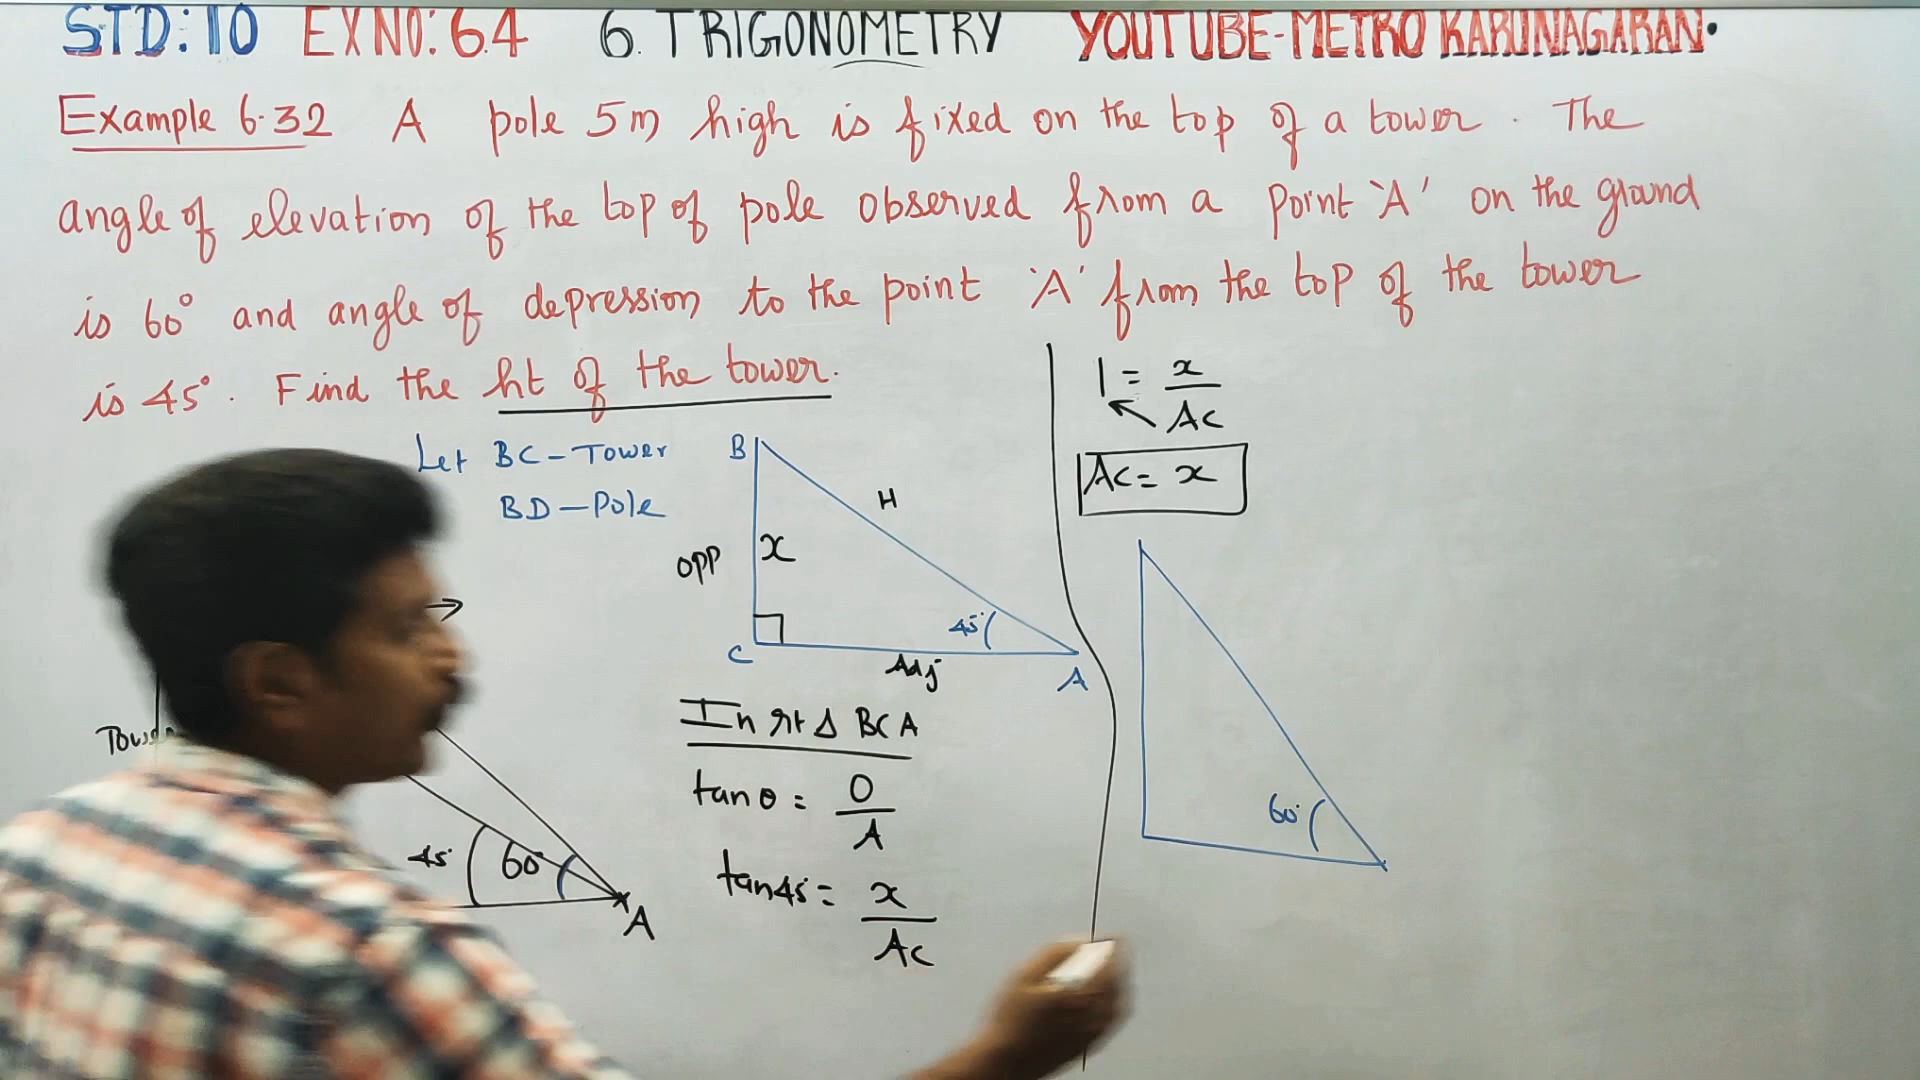 STD:10 EX NO:6.4 6. TRIGONOMETRY YOUTUBE-METRO KARUNAGARAN.
Example 6.32 A pole 5m high is fixed on the top of a tower. The
angle of elevation of the top of pole observed from a point 'A' on the ground
is 60° and angle of depression to the point 'A' from the top of the tower
is 45°. Find the ht of the tower.
Let BC - Tower
BD - Pole
45°
60°
A
B
H
opp
x
45°
C
Adj
A
In rt Δ BCA
tan θ = O/A
tan 45° = x/AC
1 = x/AC
AC = x
60°